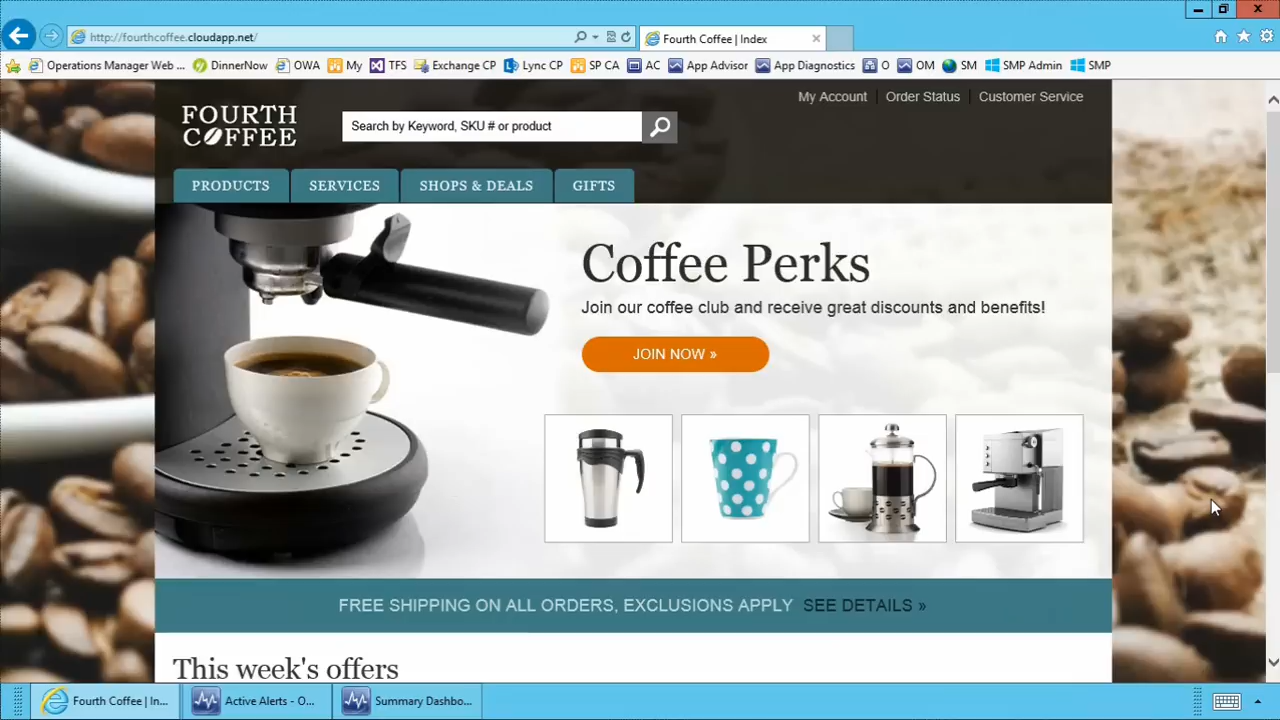 http://fourthcoffee.cloudapp.net/
Fourth Coffee | Index
Operations Manager Web ...
DinnerNow
OWA
My
TFS
Exchange CP
Lync CP
SP CA
AC
App Advisor
App Diagnostics
O
OM
SM
SMP Admin
SMP
My Account
Order Status
Customer Service
FOURTH
COFFEE
Search by Keyword, SKU # or product
PRODUCTS
SERVICES
SHOPS & DEALS
GIFTS
Coffee Perks
Join our coffee club and receive great discounts and benefits!
JOIN NOW »
FREE SHIPPING ON ALL ORDERS, EXCLUSIONS APPLY SEE DETAILS »
This week's offers
Fourth Coffee | In...
Active Alerts - O...
Summary Dashbo...